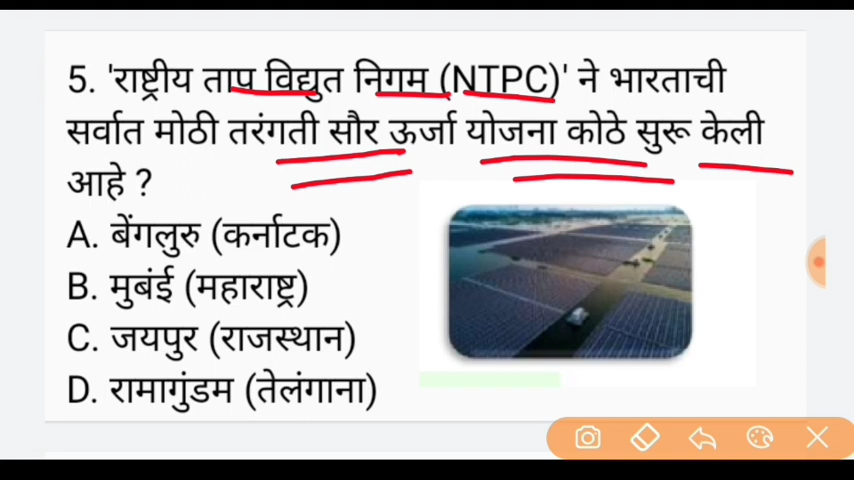 5. 'राष्ट्रीय ताप विद्युत निगम (NTPC)' ने भारताची
सर्वात मोठी तरंगती सौर ऊर्जा योजना कोठे सुरू केली
आहे ?
A. बेंगलुरु (कर्नाटक)
B. मुबंई (महाराष्ट्र)
C. जयपुर (राजस्थान)
D. रामागुंडम (तेलंगाना)